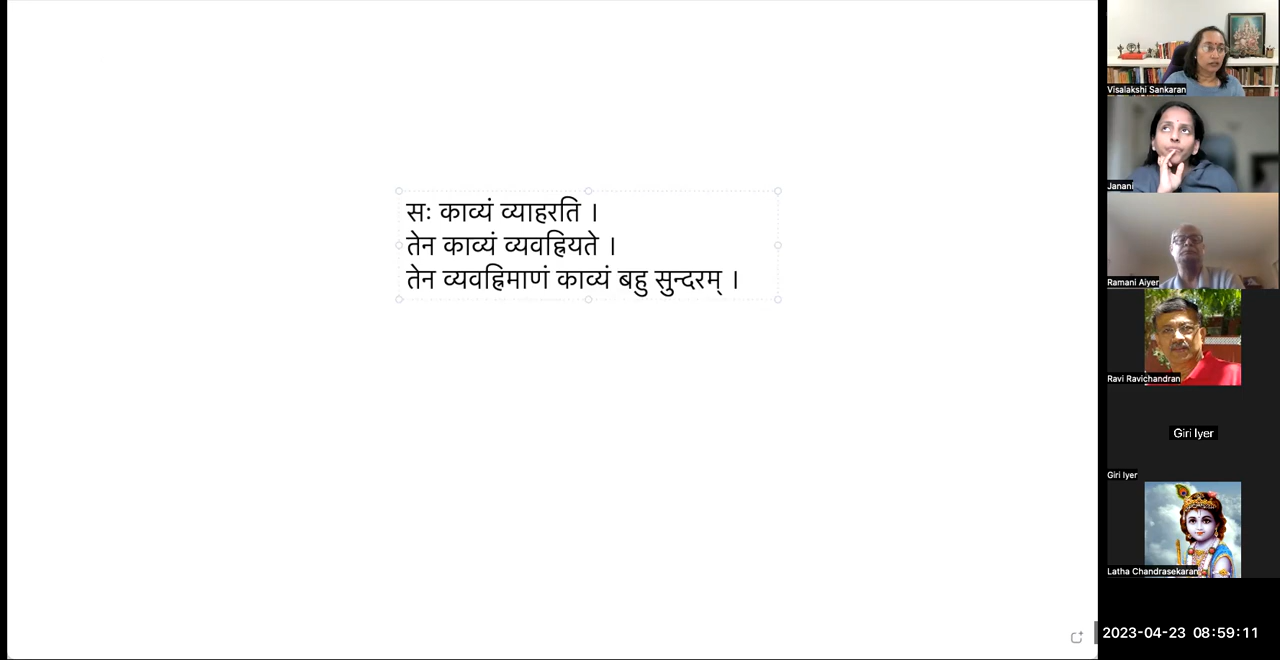 सः काव्यं व्याहरति ।
तेन काव्यं व्यवह्रियते ।
तेन व्यवह्रिमाणं काव्यं बहु सुन्दरम् ।
Visalakshi Sankaran
Janani
Ramani Aiyer
Ravi Ravichandran
Giri Iyer
Giri Iyer
Latha Chandrasekaran
2023-04-23 08:59:11